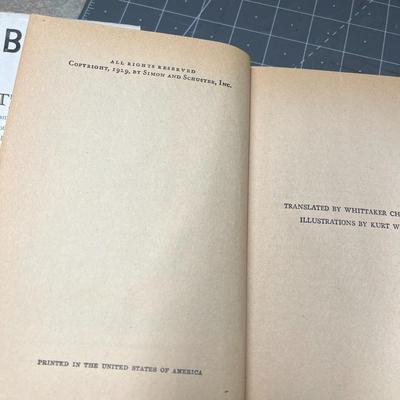 B
ALL RIGHTS RESERVED
COPYRIGHT, 1929, BY SIMON AND SCHUSTER, INC.
PRINTED IN THE UNITED STATES OF AMERICA
TRANSLATED BY WHITTAKER CH
ILLUSTRATIONS BY KURT W